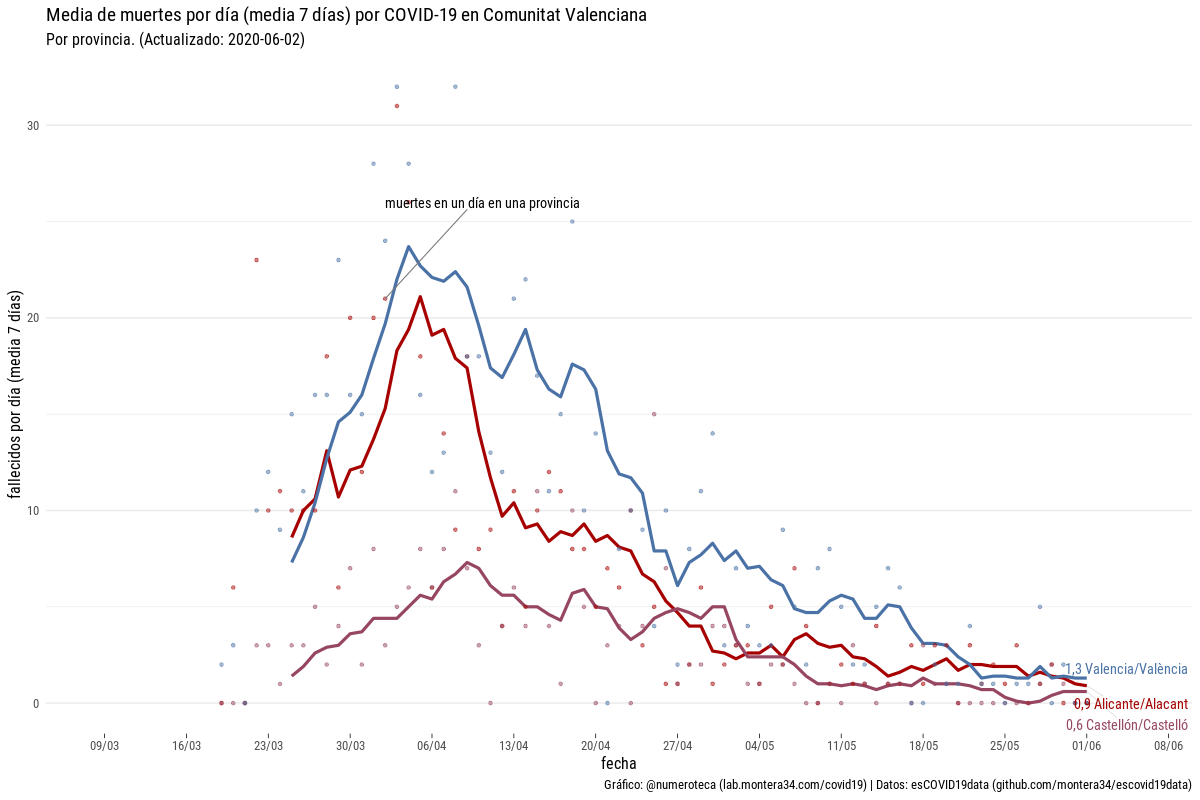 Media de muertes por día (media 7 días) por COVID-19 en Comunitat Valenciana
Por provincia. (Actualizado: 2020-06-02)
fallecidos por día (media 7 días)
30
20
10
0
muertes en un día en una provincia
1,3 Valencia/València
0,9 Alicante/Alacant
0,6 Castellón/Castelló
09/03 16/03 23/03 30/03 06/04 13/04 20/04 27/04 04/05 11/05 18/05 25/05 01/06 08/06
fecha
Gráfico: @numeroteca (lab.montera34.com/covid19) | Datos: esCOVID19data (github.com/montera34/escovid19data)